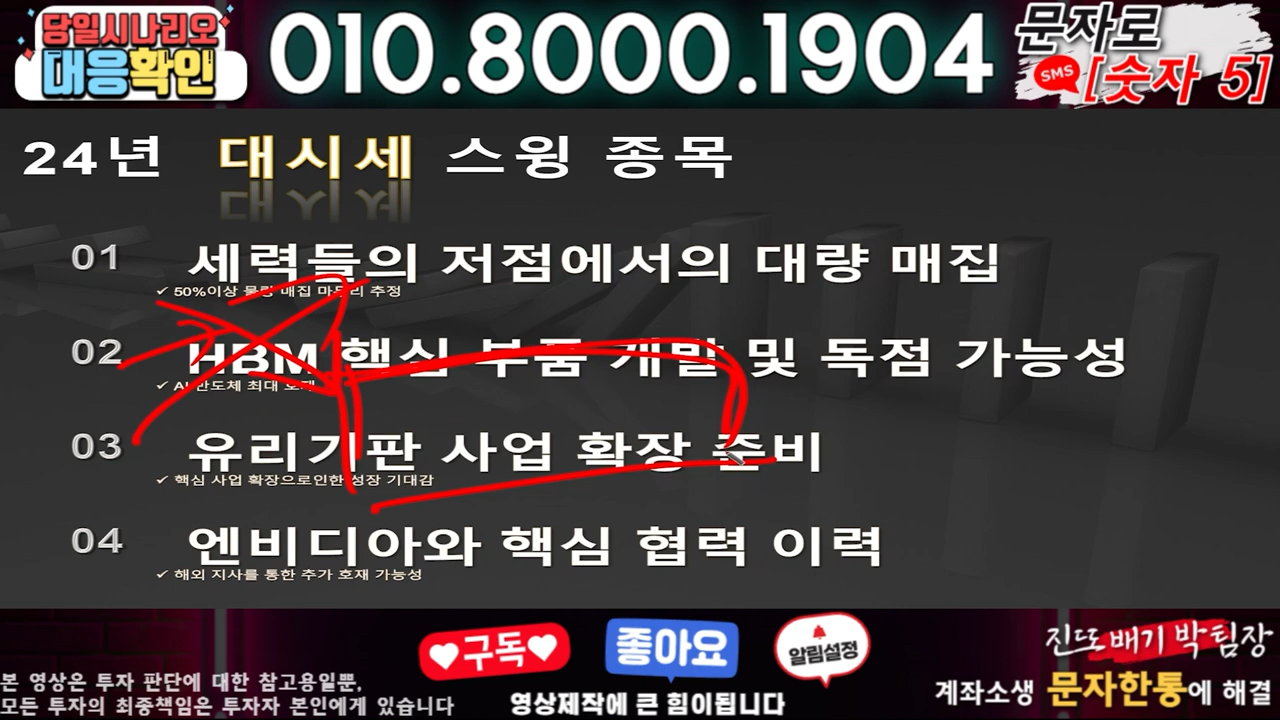 당일시나리오
대응확인
010.8000.1904
문자로
SMS [숫자 5]
24년 대시세 스윙 종목
01 세력들의 저점에서의 대량 매집
✓ 50%이상 물량 매집 마무리 추정
02 HBM 핵심 부품 개발 및 독점 가능성
✓ AI 반도체 최대 호재
03 유리기판 사업 확장 준비
✓ 핵심 사업 확장으로인한 성장 기대감
04 엔비디아와 핵심 협력 이력
✓ 해외 지사를 통한 추가 호재 가능성
구독
좋아요
알림설정
영상제작에 큰 힘이됩니다
본 영상은 투자 판단에 대한 참고용일뿐,
모든 투자의 최종책임은 투자자 본인에게 있습니다
진또배기 박팀장
계좌소생 문자한통에 해결